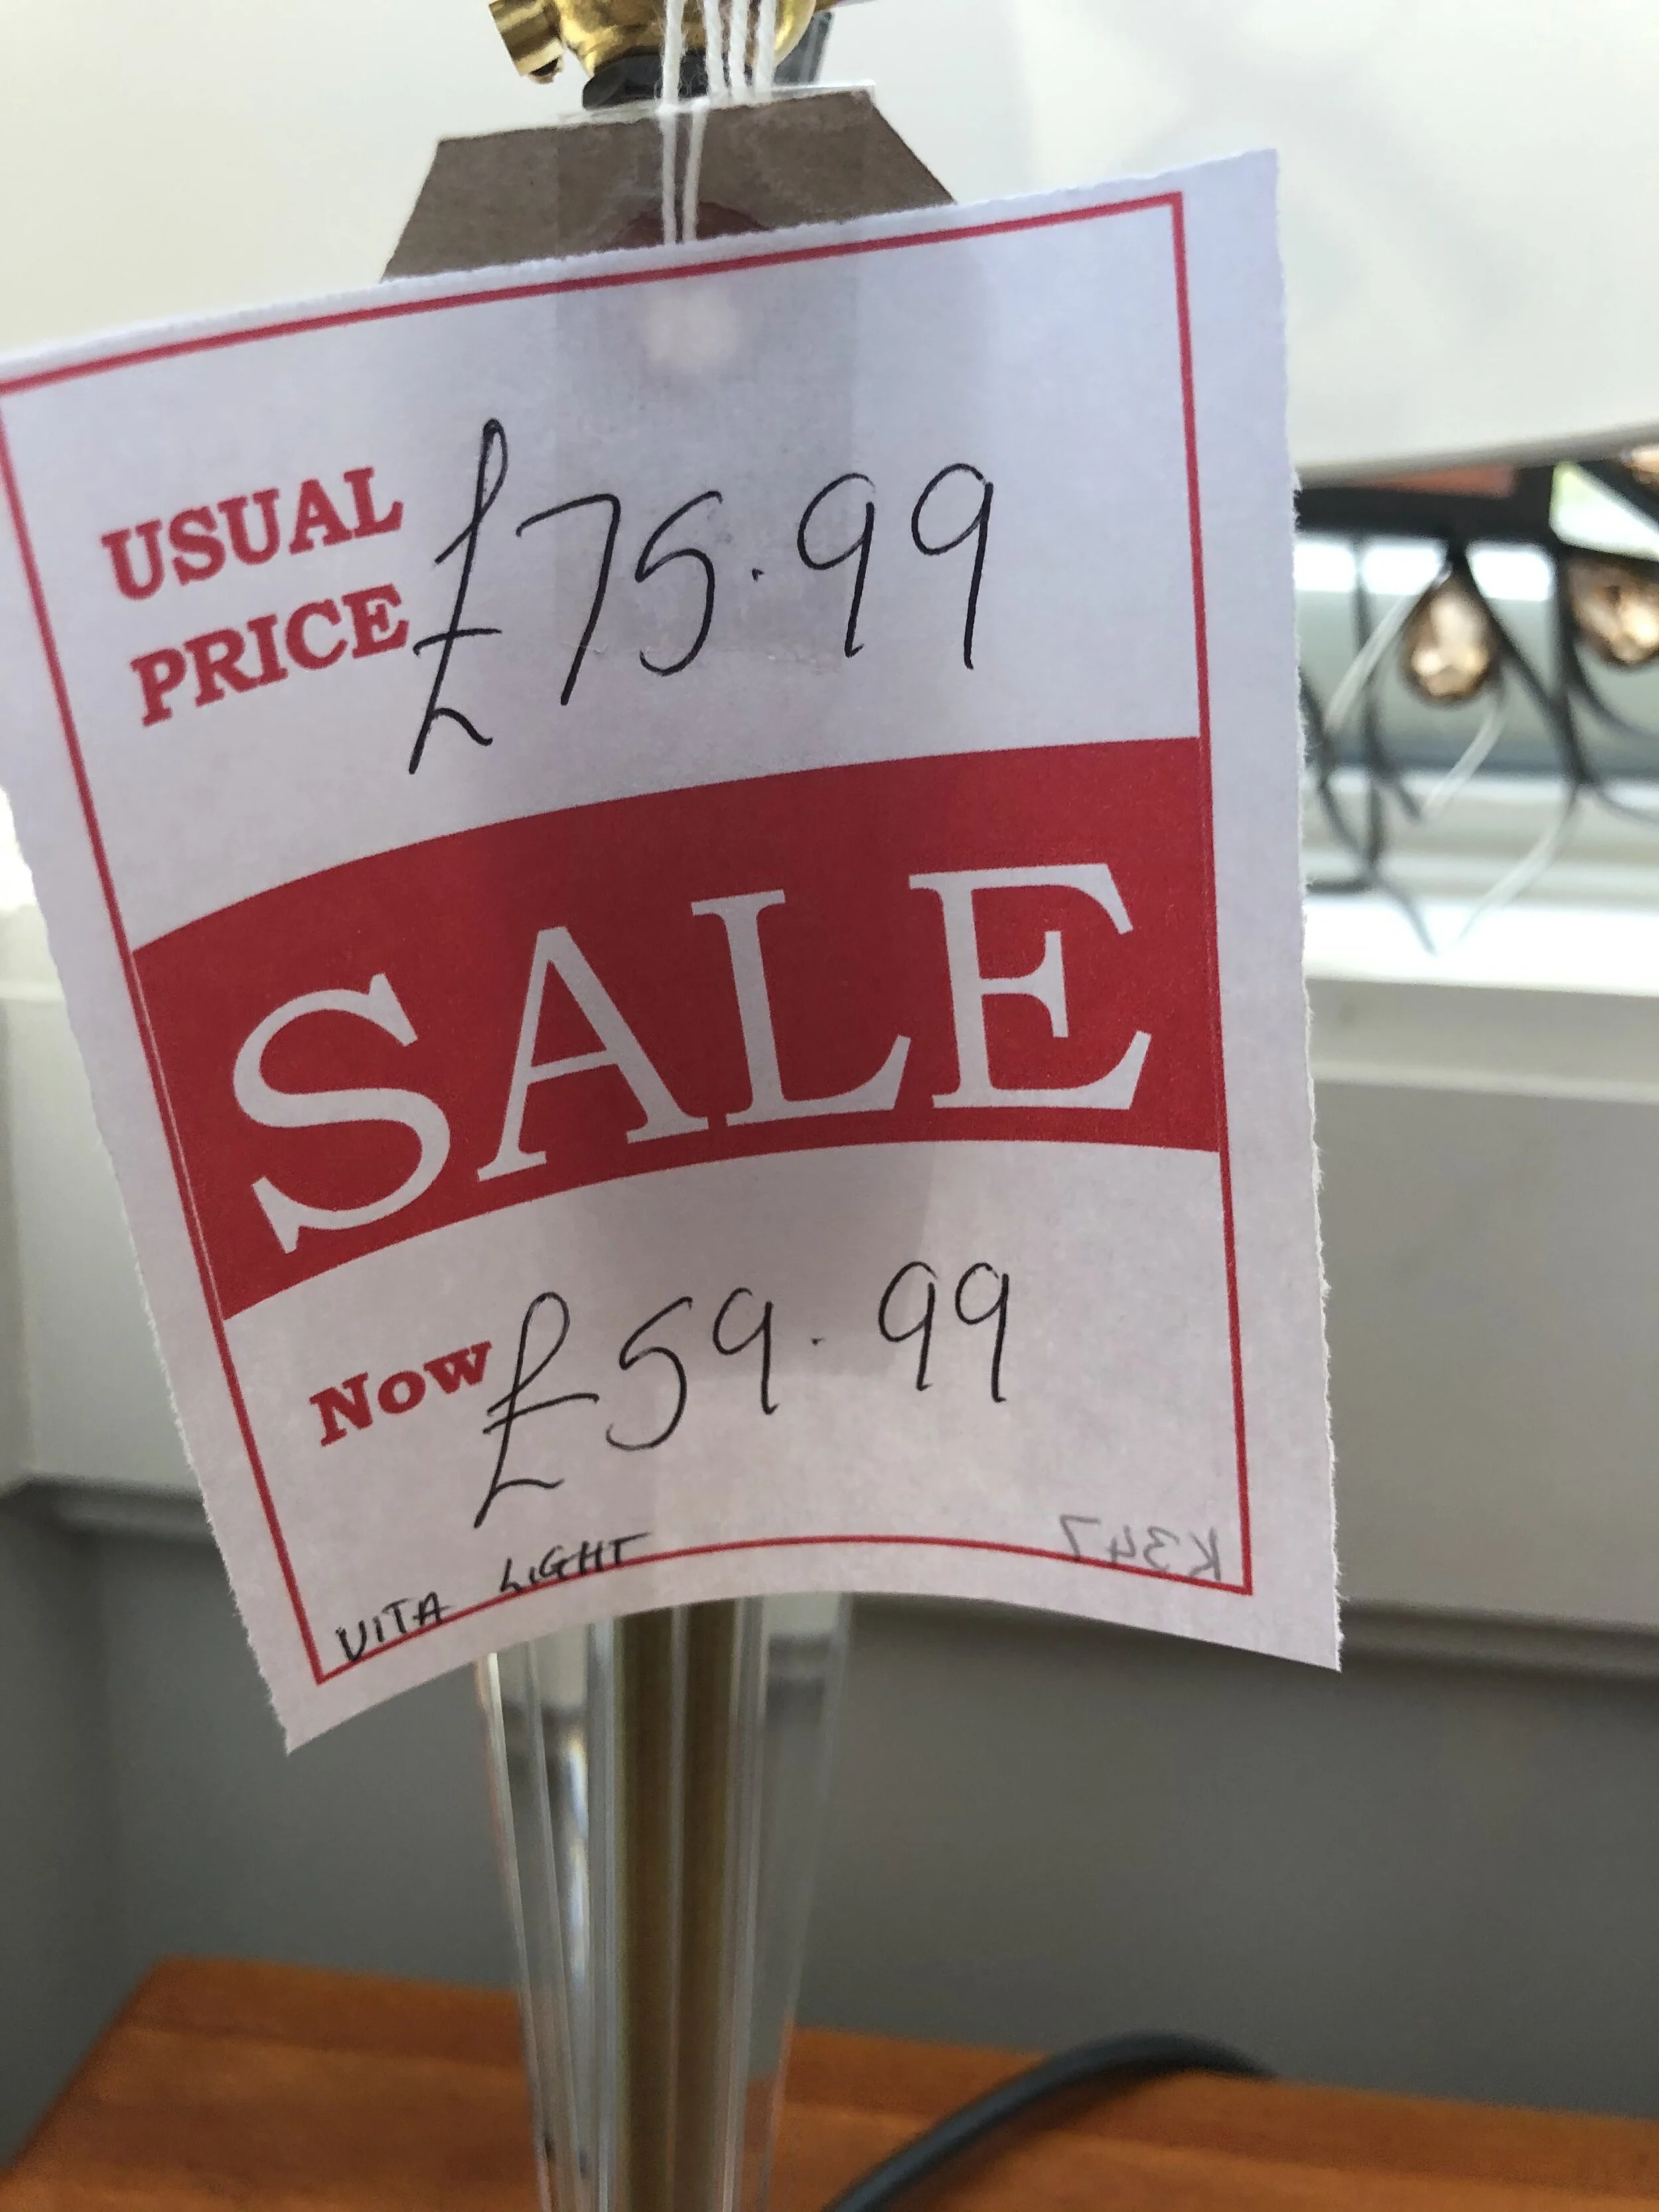 USUAL
PRICE £75.99
SALE
Now £59.99
VITA LIGHT
K347